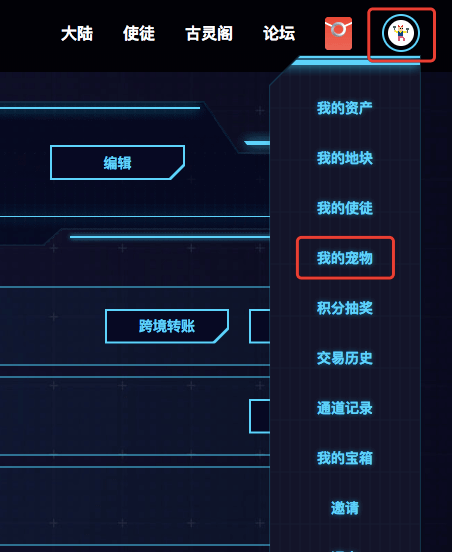 大陆 使徒 古灵阁 论坛
我的资产
我的地块
编辑
我的使徒
我的宠物
积分抽奖
跨境转账
交易历史
通道记录
我的宝箱
邀请